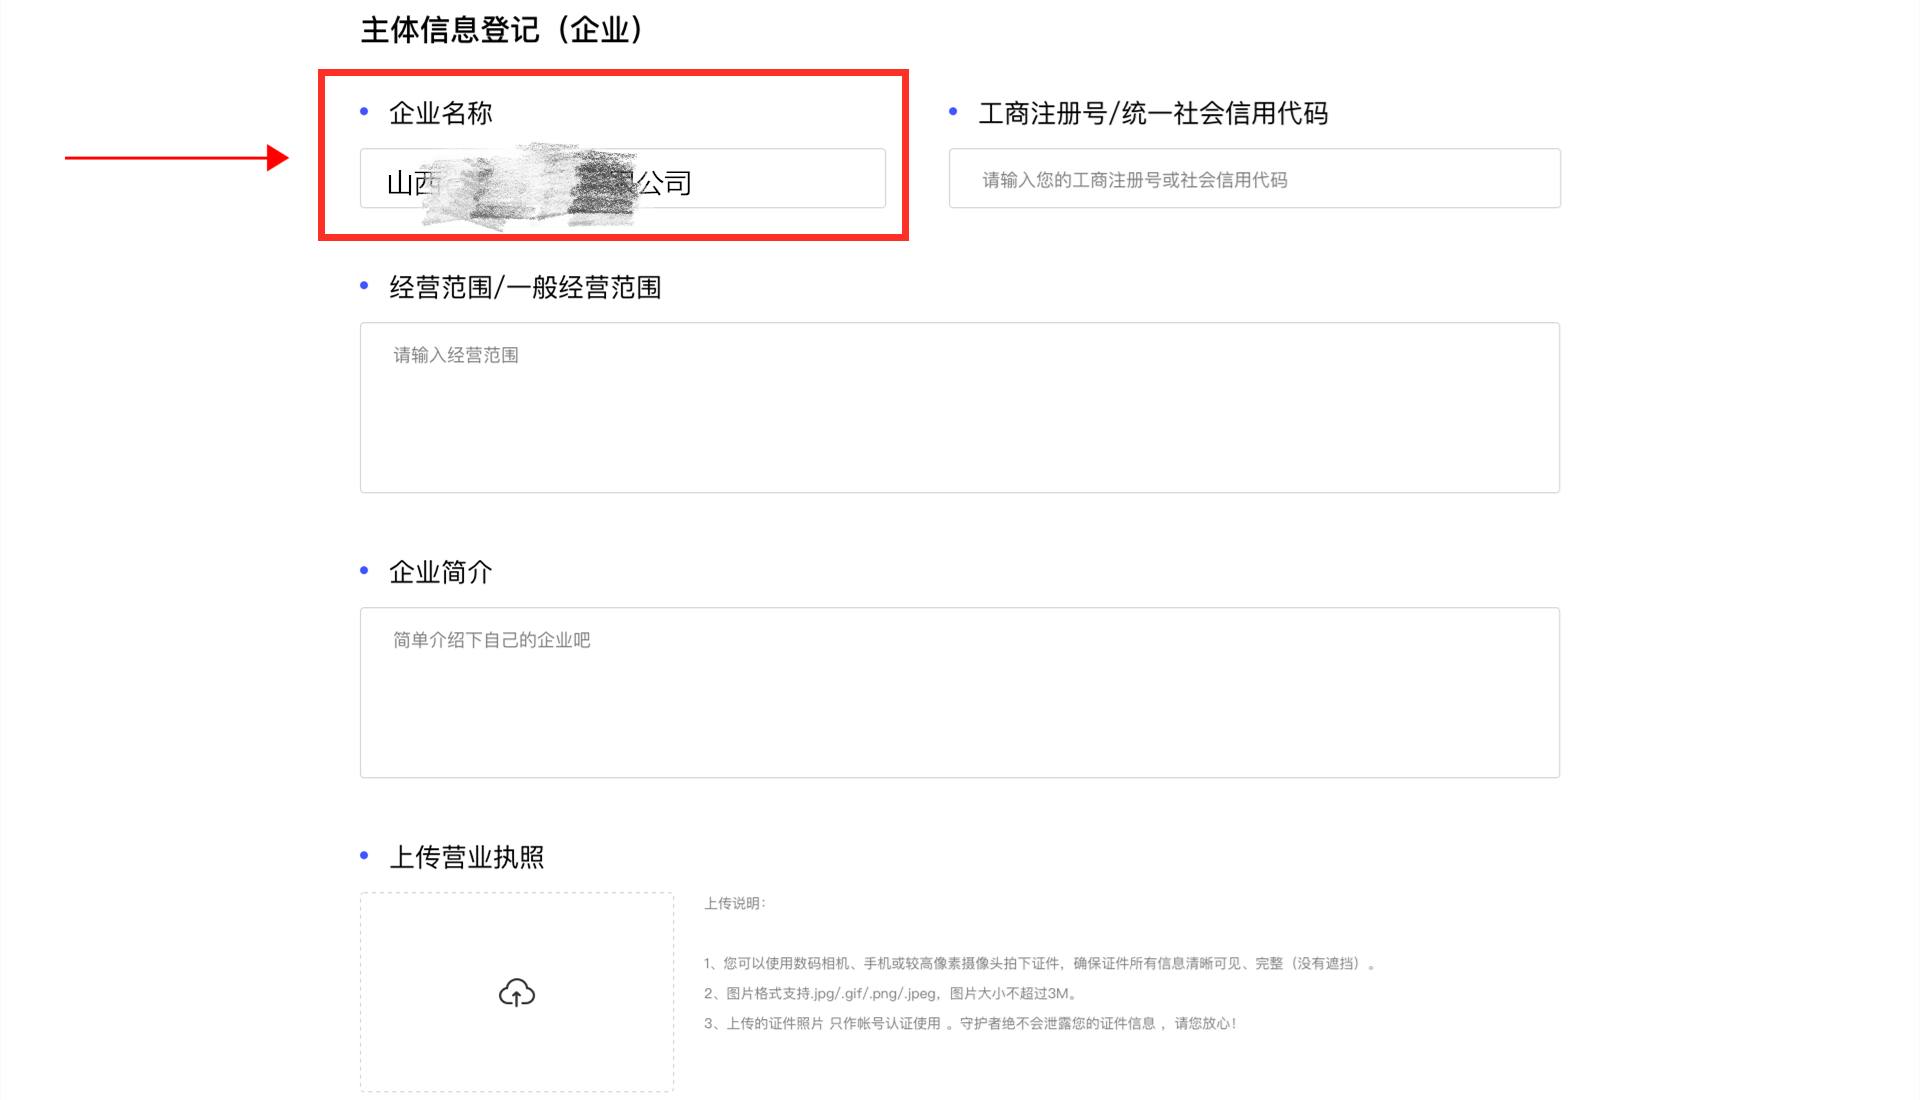 主体信息登记（企业）
企业名称
山西 公司
工商注册号/统一社会信用代码
请输入您的工商注册号或社会信用代码
经营范围/一般经营范围
请输入经营范围
企业简介
简单介绍下自己的企业吧
上传营业执照
上传说明：
1、您可以使用数码相机、手机或较高像素摄像头拍下证件，确保证件所有信息清晰可见、完整（没有遮挡）。
2、图片格式支持.jpg/.gif/.png/.jpeg，图片大小不超过3M。
3、上传的证件照片 只作帐号认证使用 。守护者绝不会泄露您的证件信息 ，请您放心！